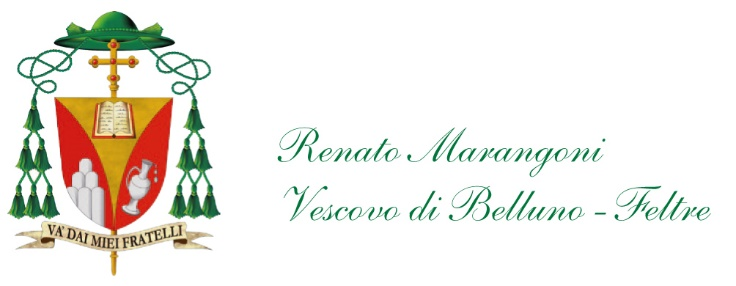 VA' DAI MIEI FRATELLI
Renato Marangoni
Vescovo di Belluno - Feltre